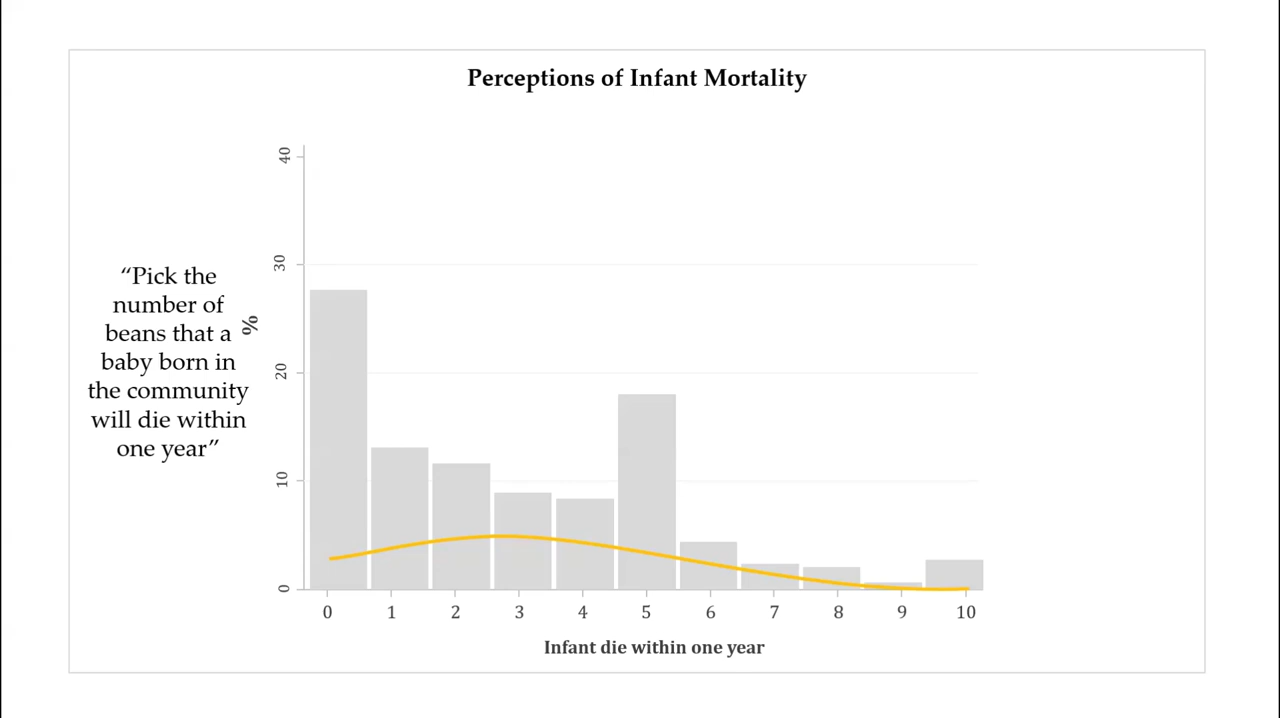 Perceptions of Infant Mortality
“Pick the
number of
beans that a
baby born in
the community
will die within
one year”
%
40
30
20
10
0
0 1 2 3 4 5 6 7 8 9 10
Infant die within one year